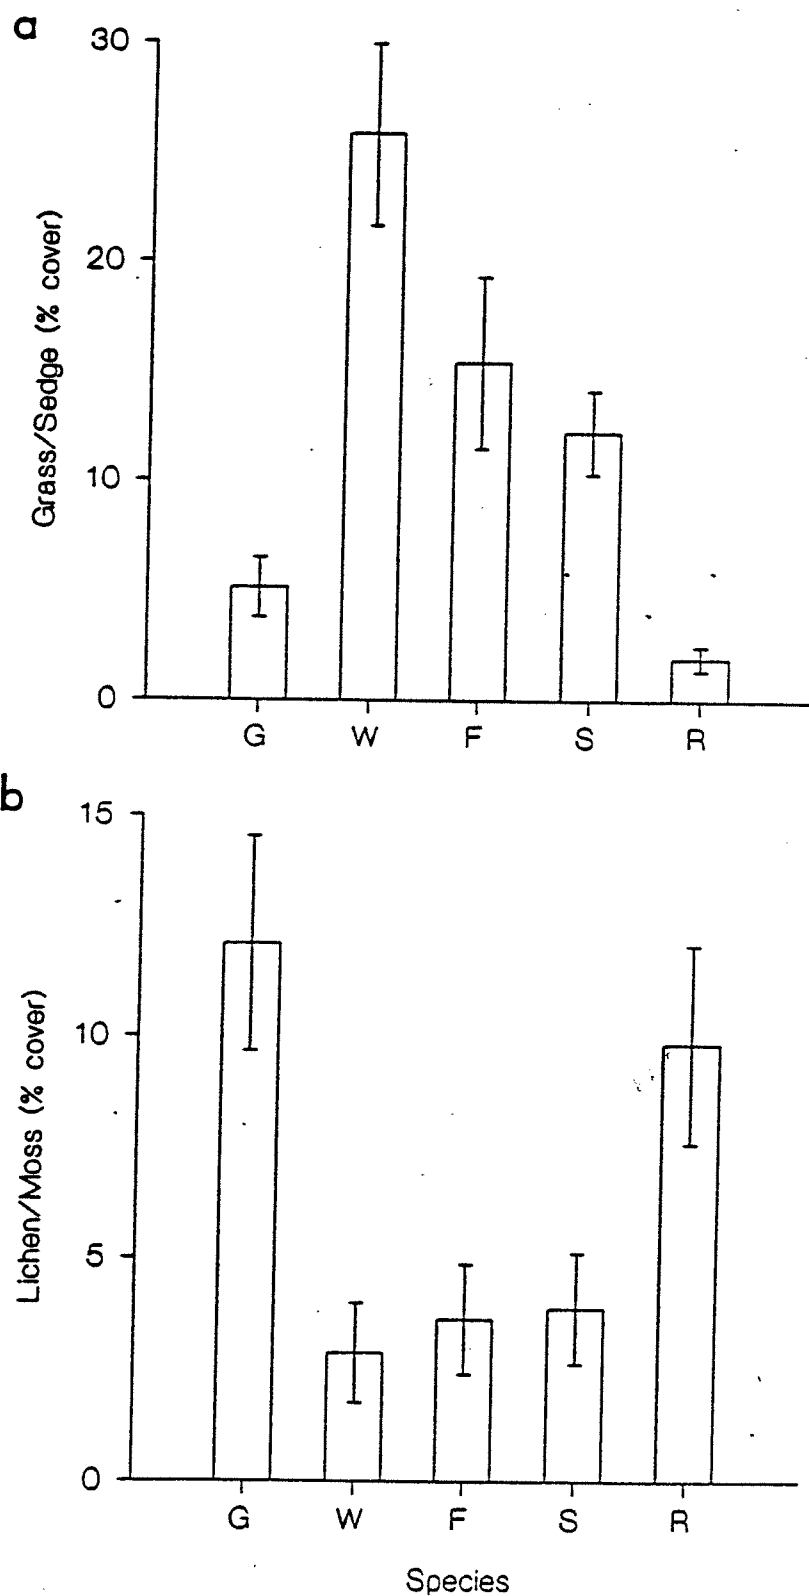 a
30
20
10
0
Grass/Sedge (% cover)
G W F S R
b
15
10
5
0
Lichen/Moss (% cover)
G W F S R
Species